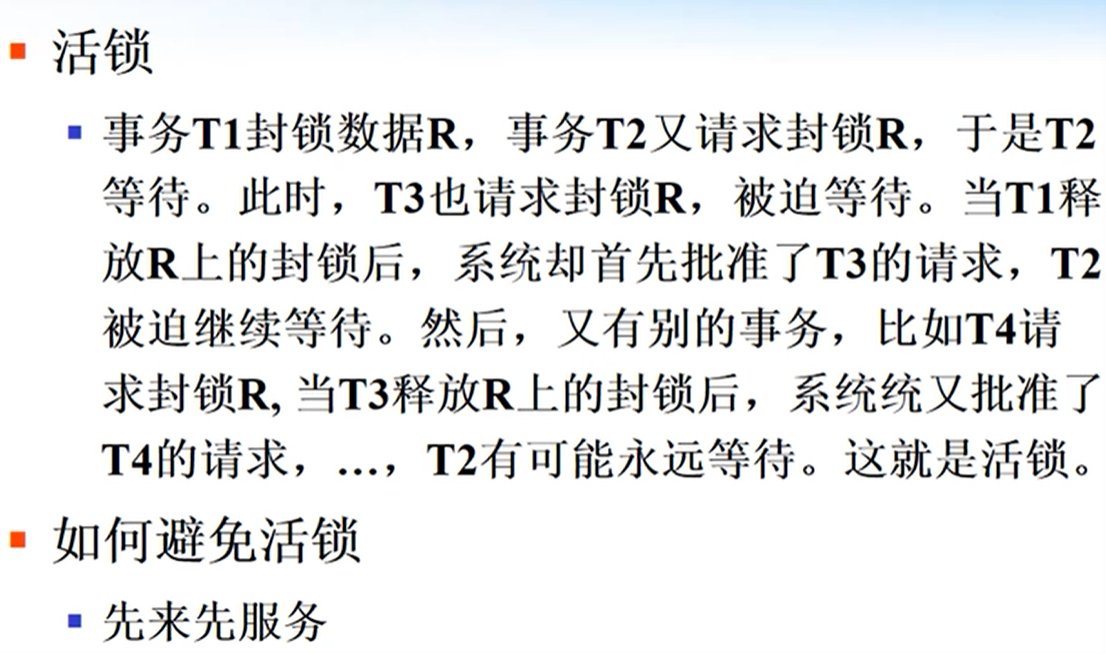 活锁
事务T1封锁数据R，事务T2又请求封锁R，于是T2
等待。此时，T3也请求封锁R，被迫等待。当T1释
放R上的封锁后，系统却首先批准了T3的请求，T2
被迫继续等待。然后，又有别的事务，比如T4请
求封锁R, 当T3释放R上的封锁后，系统统又批准了
T4的请求，…，T2有可能永远等待。这就是活锁。
如何避免活锁
先来先服务